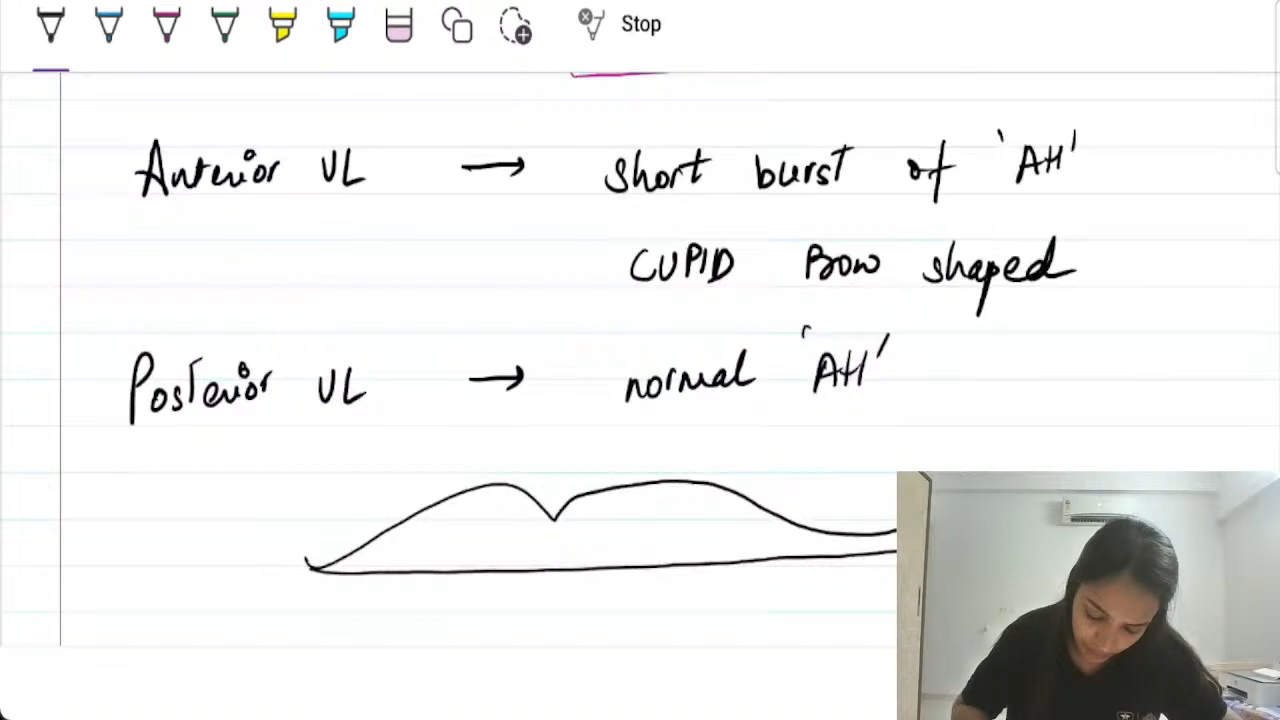 Stop
Anterior VL → short burst of 'AH'
CUPID Bow shaped
Posterior VL → normal 'AH'